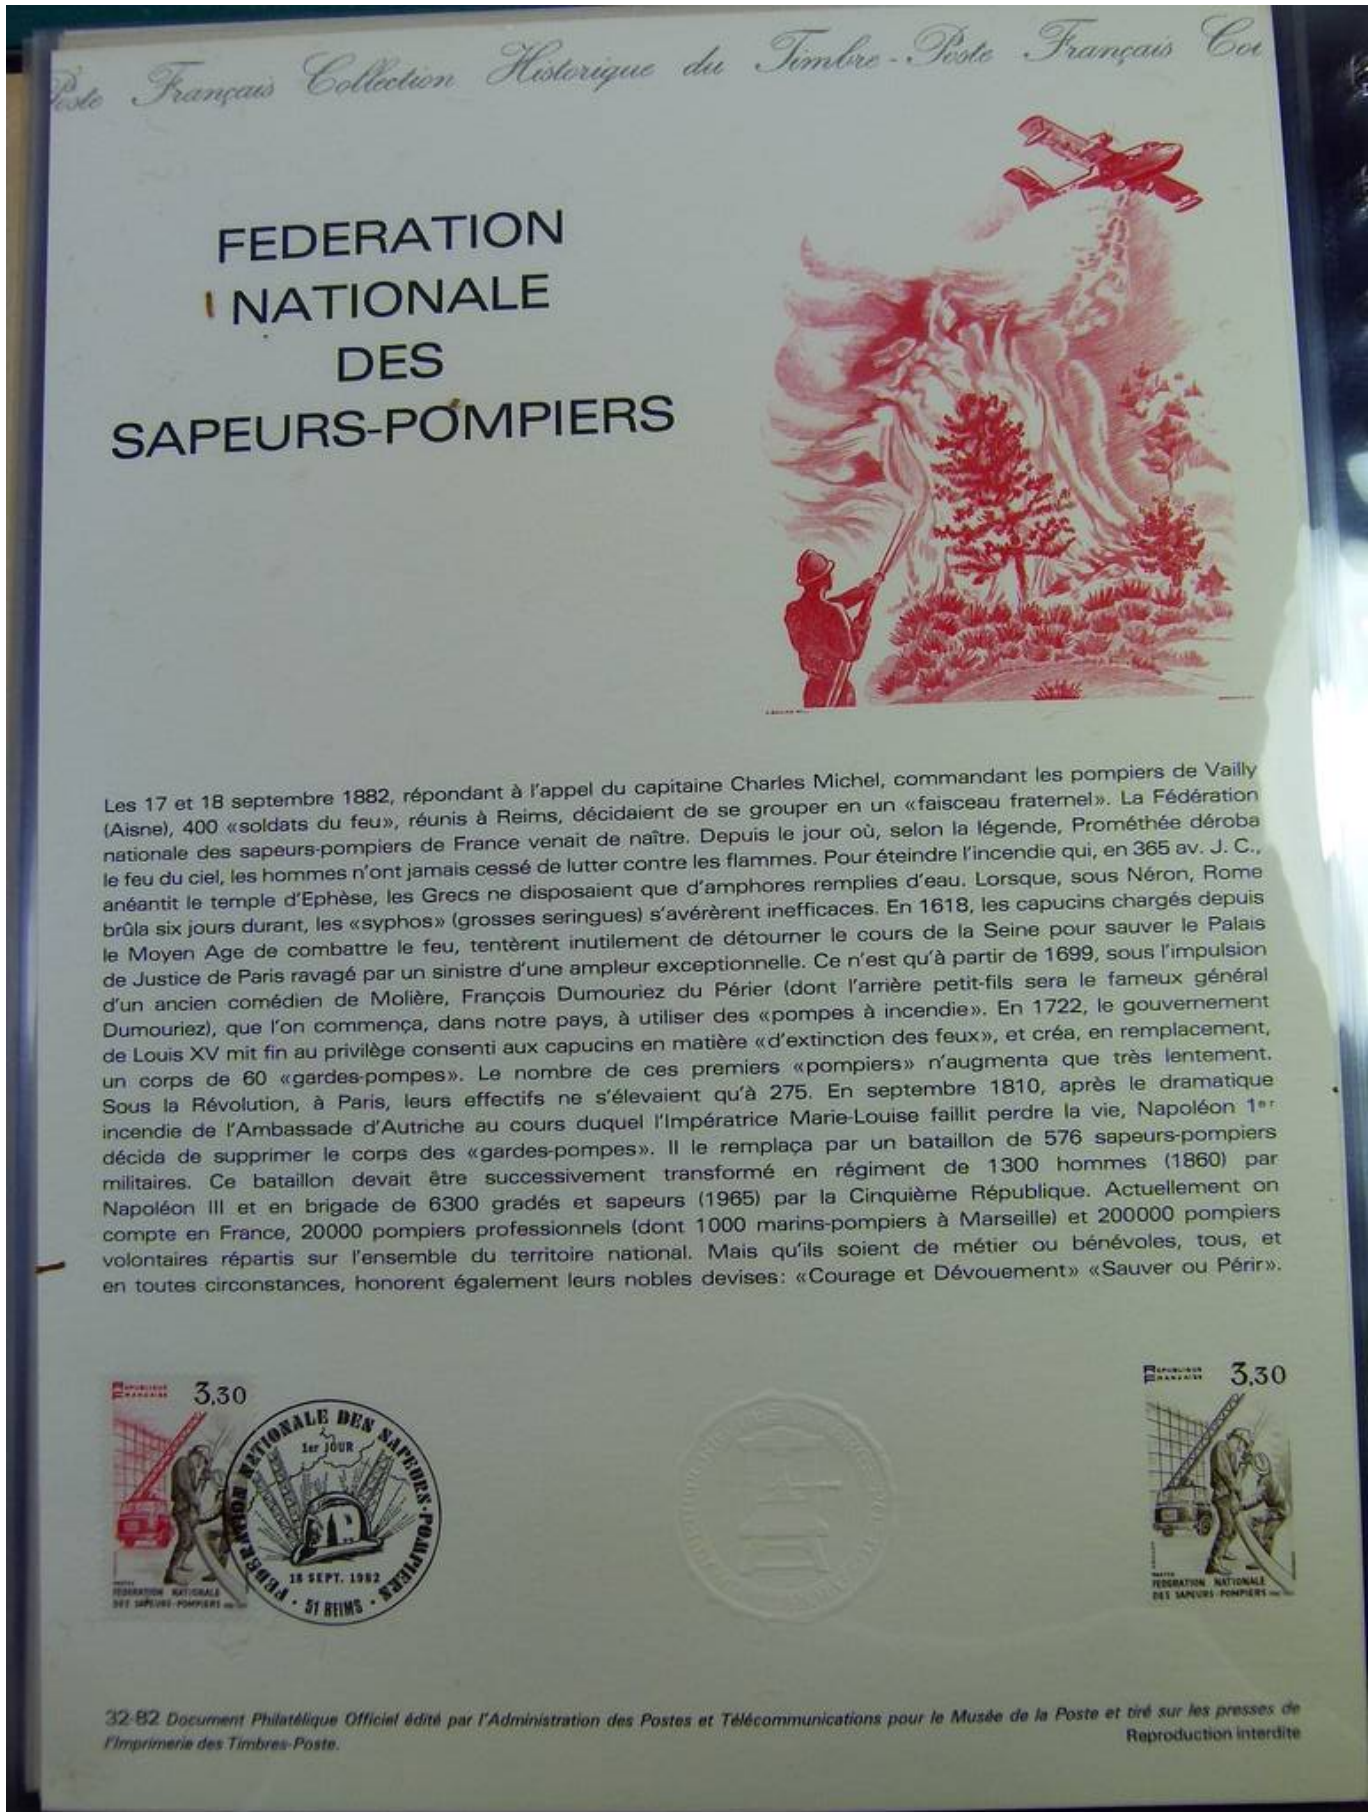 Poste Français Collection Historique du Timbre-Poste Français Col
FEDERATION
NATIONALE
DES
SAPEURS-POMPIERS
Les 17 et 18 septembre 1882, répondant à l'appel du capitaine Charles Michel, commandant les pompiers de Vailly
(Aisne), 400 «soldats du feu», réunis à Reims, décidaient de se grouper en un «faisceau fraternel». La Fédération
nationale des sapeurs-pompiers de France venait de naître. Depuis le jour où, selon la légende, Prométhée déroba
le feu du ciel, les hommes n'ont jamais cessé de lutter contre les flammes. Pour éteindre l'incendie qui, en 365 av. J. C.,
anéantit le temple d'Ephèse, les Grecs ne disposaient que d'amphores remplies d'eau. Lorsque, sous Néron, Rome
brûla six jours durant, les «syphos» (grosses seringues) s'avérèrent inefficaces. En 1618, les capucins chargés depuis
le Moyen Age de combattre le feu, tentèrent inutilement de détourner le cours de la Seine pour sauver le Palais
de Justice de Paris ravagé par un sinistre d'une ampleur exceptionnelle. Ce n'est qu'à partir de 1699, sous l'impulsion
d'un ancien comédien de Molière, François Dumouriez du Périer (dont l'arrière petit-fils sera le fameux général
Dumouriez), que l'on commença, dans notre pays, à utiliser des «pompes à incendie». En 1722, le gouvernement
de Louis XV mit fin au privilège consenti aux capucins en matière «d'extinction des feux», et créa, en remplacement,
un corps de 60 «gardes-pompes». Le nombre de ces premiers «pompiers» n'augmenta que très lentement.
Sous la Révolution, à Paris, leurs effectifs ne s'élevaient qu'à 275. En septembre 1810, après le dramatique
incendie de l'Ambassade d'Autriche au cours duquel l'Impératrice Marie-Louise faillit perdre la vie, Napoléon 1er
décida de supprimer le corps des «gardes-pompes». Il le remplaça par un bataillon de 576 sapeurs-pompiers
militaires. Ce bataillon devait être successivement transformé en régiment de 1300 hommes (1860) par
Napoléon III et en brigade de 6300 gradés et sapeurs (1965) par la Cinquième République. Actuellement on
compte en France, 20000 pompiers professionnels (dont 1000 marins-pompiers à Marseille) et 200000 pompiers
volontaires répartis sur l'ensemble du territoire national. Mais qu'ils soient de métier ou bénévoles, tous, et
en toutes circonstances, honorent également leurs nobles devises: «Courage et Dévouement» «Sauver ou Périr».
REPUBLIQUE
FRANCAISE
3,30
POSTES
FEDERATION NATIONALE
DES SAPEURS-POMPIERS
FEDERATION NATIONALE DES SAPEURS-POMPIERS
1er JOUR
18 SEPT. 1982
51 REIMS
REPUBLIQUE
FRANCAISE
3,30
POSTES
FEDERATION NATIONALE
DES SAPEURS-POMPIERS
32-82 Document Philatélique Officiel édité par l'Administration des Postes et Télécommunications pour le Musée de la Poste et tiré sur les presses de
l'Imprimerie des Timbres-Poste.
Reproduction interdite